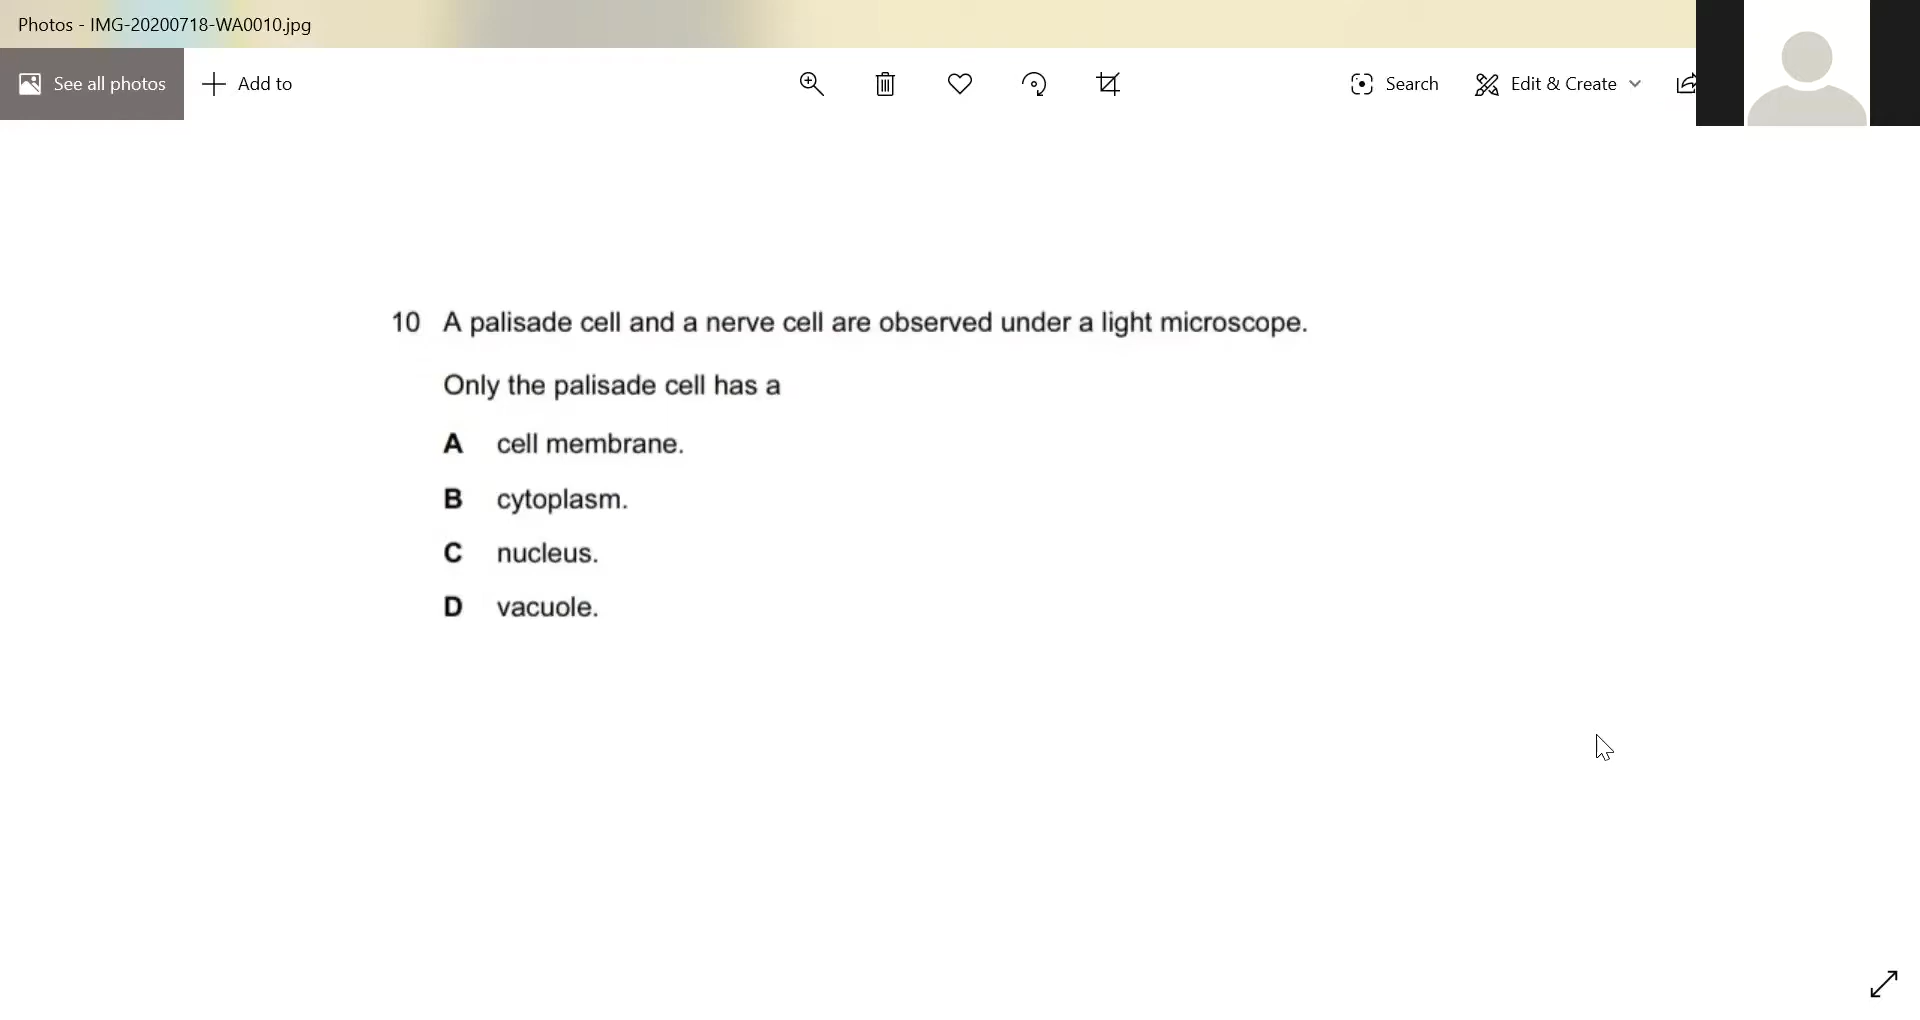 Photos - IMG-20200718-WA0010.jpg
See all photos
Add to
Search
Edit & Create
10 A palisade cell and a nerve cell are observed under a light microscope.
Only the palisade cell has a
A cell membrane.
B cytoplasm.
C nucleus.
D vacuole.